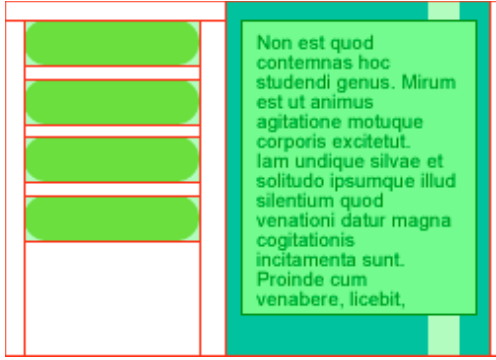 Non est quod
contemnas hoc
studendi genus. Mirum
est ut animus
agitatione motuque
corporis excitetut.
Iam undique silvae et
solitudo ipsumque illud
silentium quod
venationi datur magna
cogitationis
incitamenta sunt.
Proinde cum
venabere, licebit,